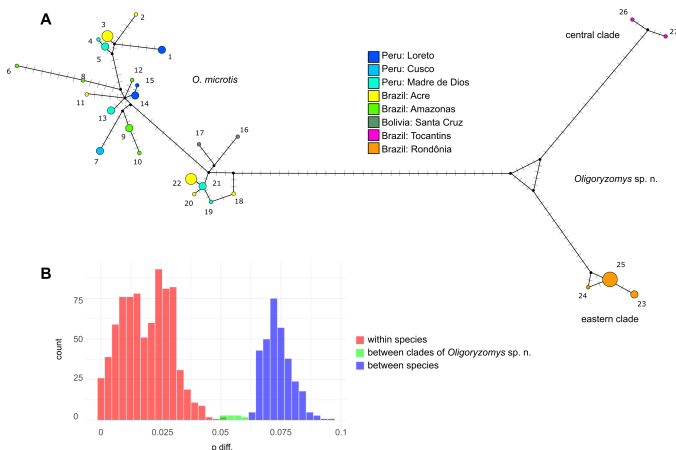 A
26
27
central clade
2
3
4
5
1
6
8
12
15
O. microtis
11
14
13
7
9
10
Peru: Loreto
Peru: Cusco
Peru: Madre de Dios
Brazil: Acre
Brazil: Amazonas
Bolivia: Santa Cruz
Brazil: Tocantins
Brazil: Rondônia
17
16
22
21
20
19
18
Oligoryzomys sp. n.
25
24
23
eastern clade
B
75
50
25
0
count
0
0.025
0.05
0.075
0.1
p diff.
within species
between clades of Oligoryzomys sp. n.
between species